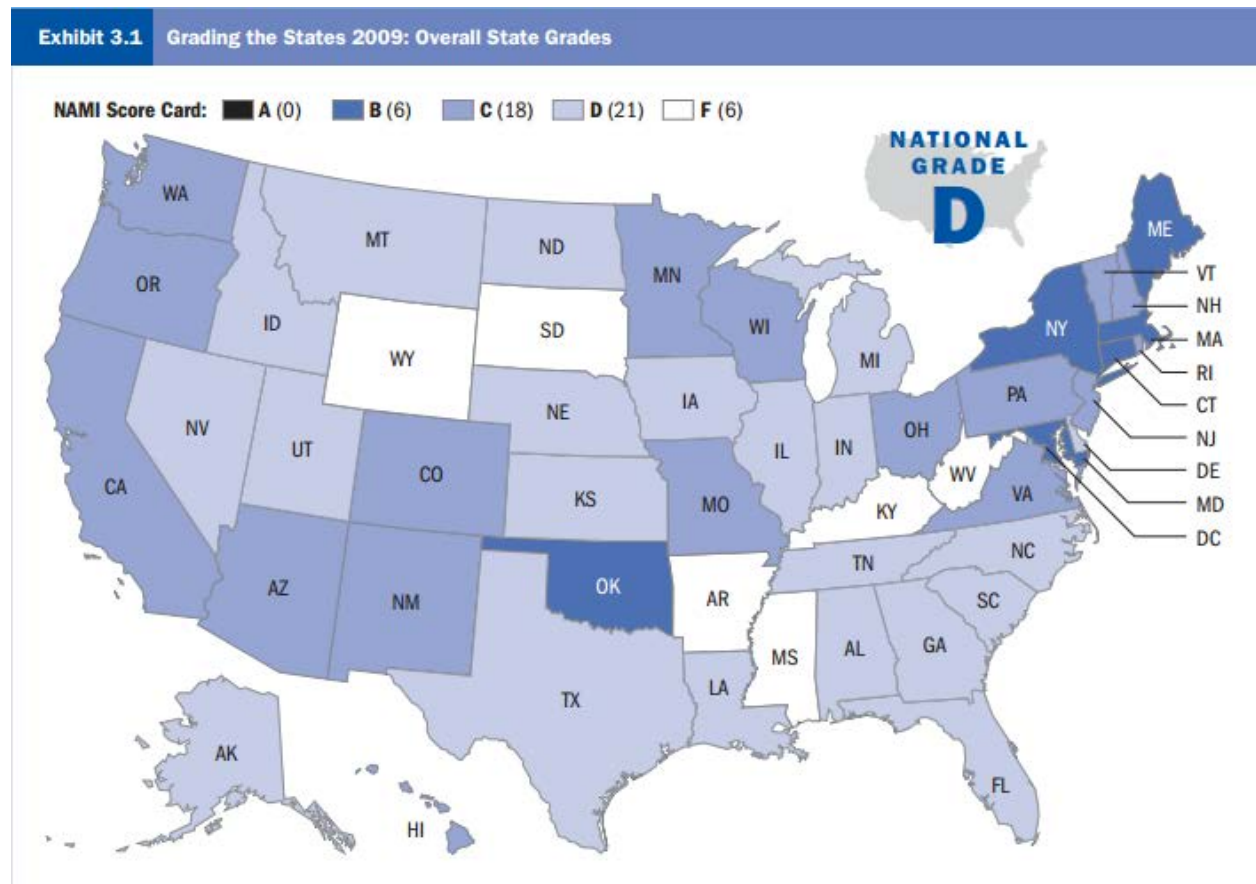 Exhibit 3.1 Grading the States 2009: Overall State Grades
NAMI Score Card: A (0) B (6) C (18) D (21) F (6)
NATIONAL
GRADE
D
WA
MT
ND
MN
ME
VT
OR
ID
SD
WI
NY
NH
WY
MI
MA
RI
IA
PA
CT
NE
NV
UT
IL
IN
OH
NJ
CO
DE
CA
KS
MO
WV
VA
MD
KY
DC
TN
NC
AZ
NM
OK
AR
SC
MS
AL
GA
LA
TX
AK
FL
HI